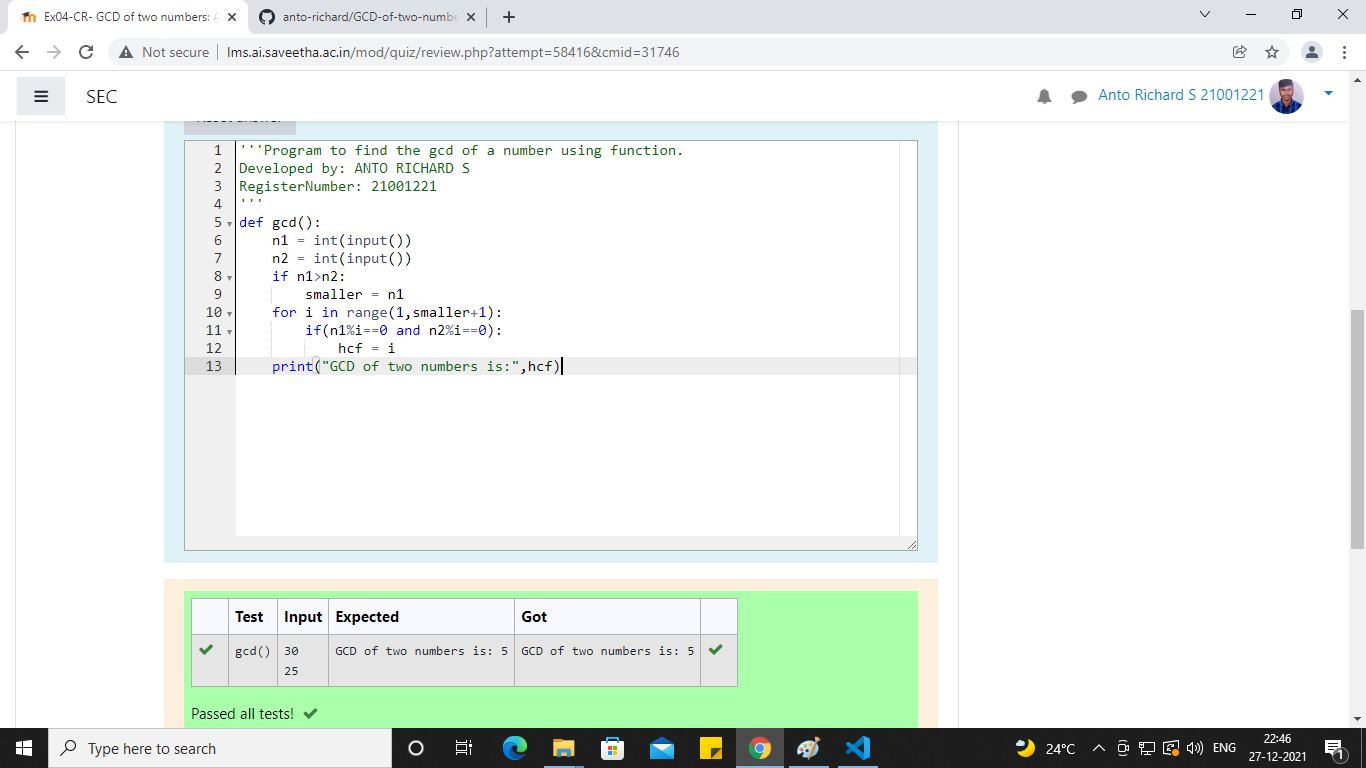 Ex04-CR- GCD of two numbers:
anto-richard/GCD-of-two-numbe
Not secure
lms.ai.saveetha.ac.in/mod/quiz/review.php?attempt=58416&cmid=31746
SEC
Anto Richard S 21001221
1 '''Program to find the gcd of a number using function.
2 Developed by: ANTO RICHARD S
3 RegisterNumber: 21001221
4 '''
5 def gcd():
6     n1 = int(input())
7     n2 = int(input())
8     if n1>n2:
9         smaller = n1
10     for i in range(1,smaller+1):
11         if(n1%i==0 and n2%i==0):
12             hcf = i
13     print("GCD of two numbers is:",hcf)
Test Input Expected Got
gcd() 30 GCD of two numbers is: 5 GCD of two numbers is: 5
25
Passed all tests!
Type here to search
24°C
ENG
22:46
27-12-2021
1